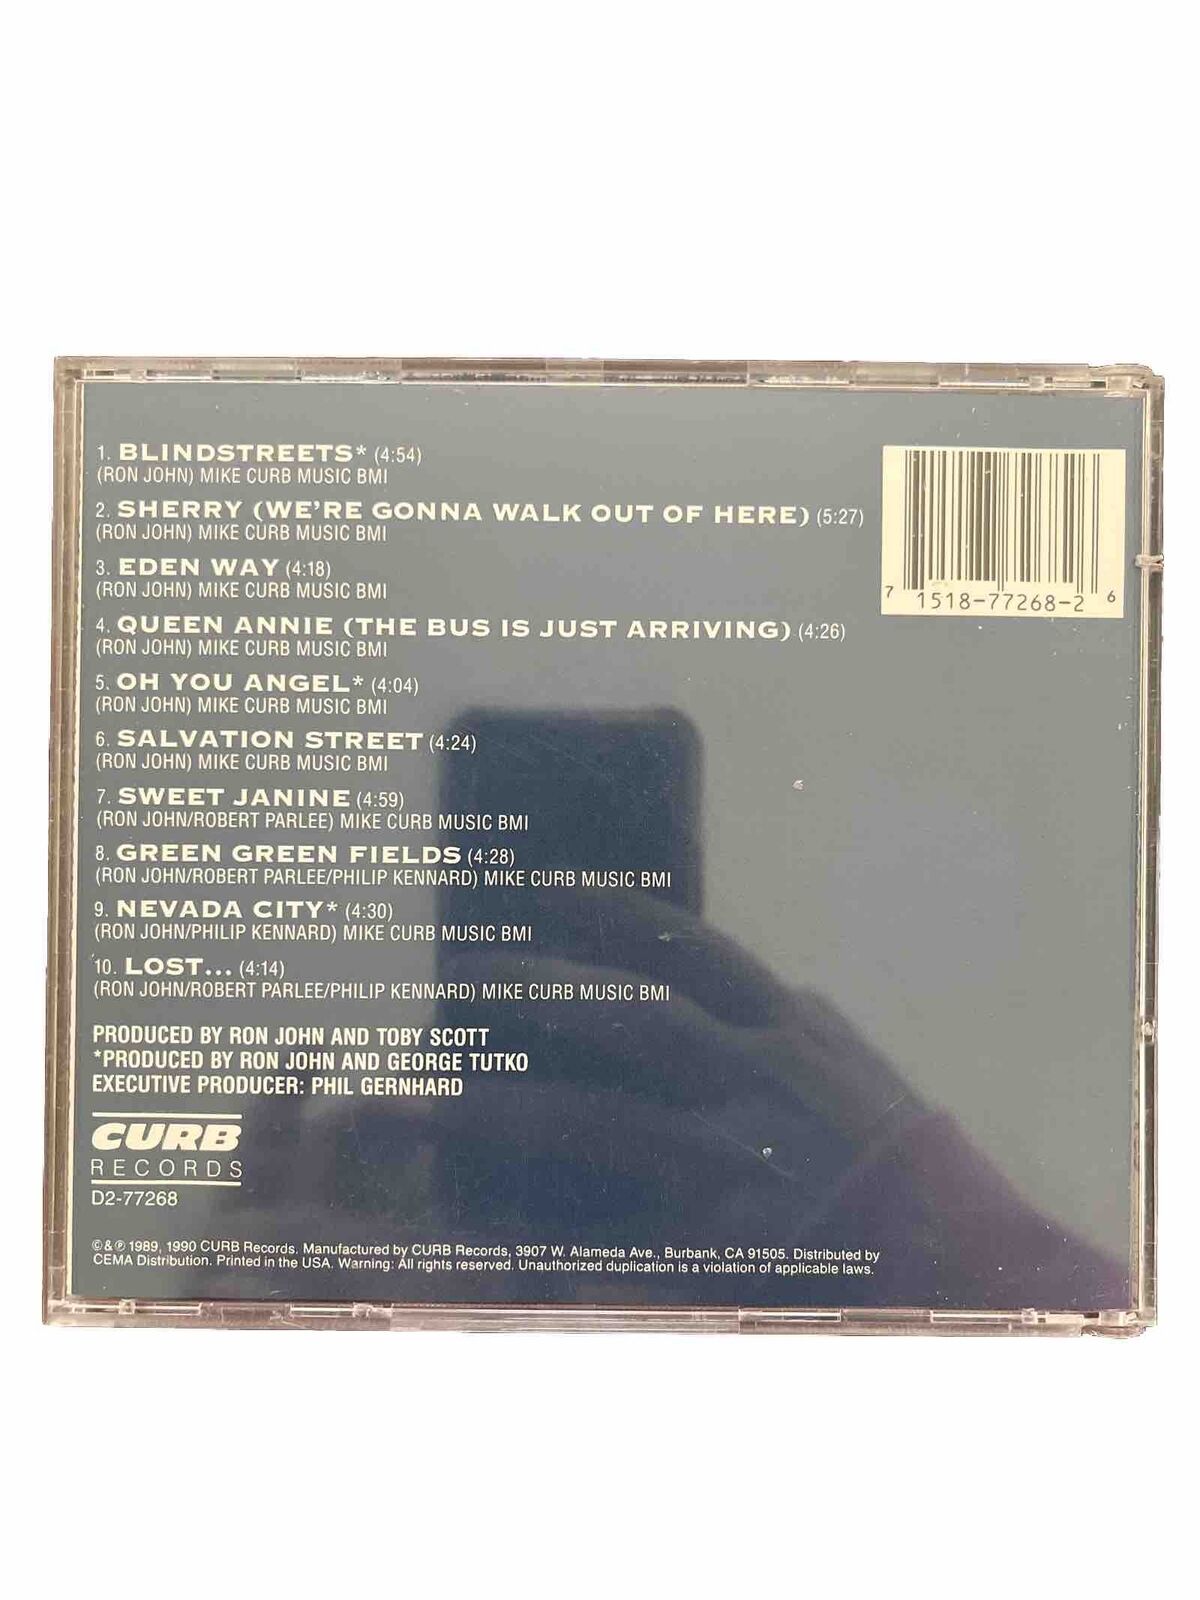 1. BLINDSTREETS* (4:54)
(RON JOHN) MIKE CURB MUSIC BMI
2. SHERRY (WE'RE GONNA WALK OUT OF HERE) (5:27)
(RON JOHN) MIKE CURB MUSIC BMI
3. EDEN WAY (4:18)
(RON JOHN) MIKE CURB MUSIC BMI
4. QUEEN ANNIE (THE BUS IS JUST ARRIVING) (4:26)
(RON JOHN) MIKE CURB MUSIC BMI
5. OH YOU ANGEL* (4:04)
(RON JOHN) MIKE CURB MUSIC BMI
6. SALVATION STREET (4:24)
(RON JOHN) MIKE CURB MUSIC BMI
7. SWEET JANINE (4:59)
(RON JOHN/ROBERT PARLEE) MIKE CURB MUSIC BMI
8. GREEN GREEN FIELDS (4:28)
(RON JOHN/ROBERT PARLEE/PHILIP KENNARD) MIKE CURB MUSIC BMI
9. NEVADA CITY* (4:30)
(RON JOHN/PHILIP KENNARD) MIKE CURB MUSIC BMI
10. LOST... (4:14)
(RON JOHN/ROBERT PARLEE/PHILIP KENNARD) MIKE CURB MUSIC BMI
PRODUCED BY RON JOHN AND TOBY SCOTT
*PRODUCED BY RON JOHN AND GEORGE TUTKO
EXECUTIVE PRODUCER: PHIL GERNHARD
CURB
RECORDS
D2-77268
©&℗ 1989, 1990 CURB Records. Manufactured by CURB Records, 3907 W. Alameda Ave., Burbank, CA 91505. Distributed by
CEMA Distribution. Printed in the USA. Warning: All rights reserved. Unauthorized duplication is a violation of applicable laws.
7 1518-77268-2 6